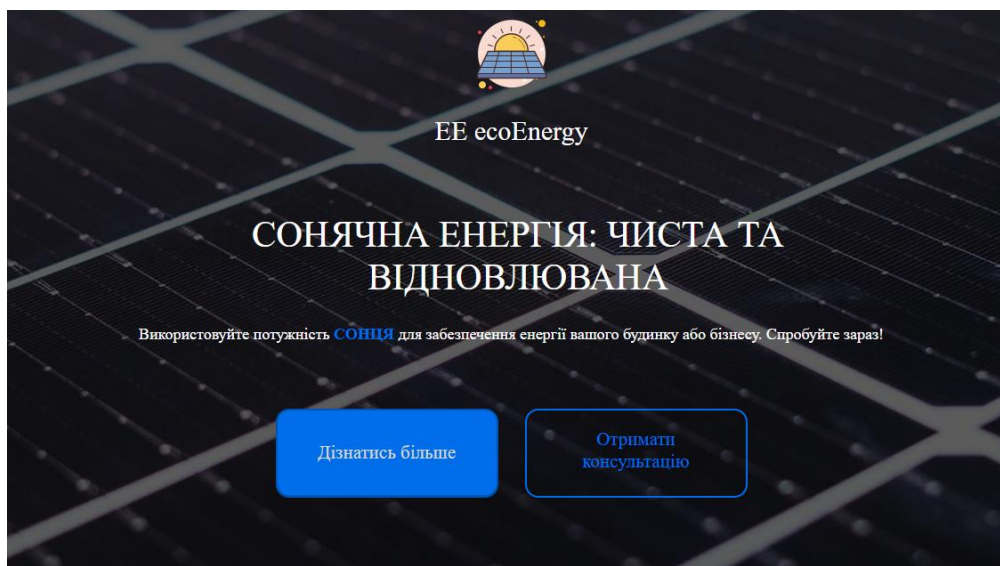 EE ecoEnergy
СОНЯЧНА ЕНЕРГІЯ: ЧИСТА ТА
ВІДНОВЛЮВАНА
Використовуйте потужність СОНЦЯ для забезпечення енергії вашого будинку або бізнесу. Спробуйте зараз!
Дізнатись більше
Отримати
консультацію